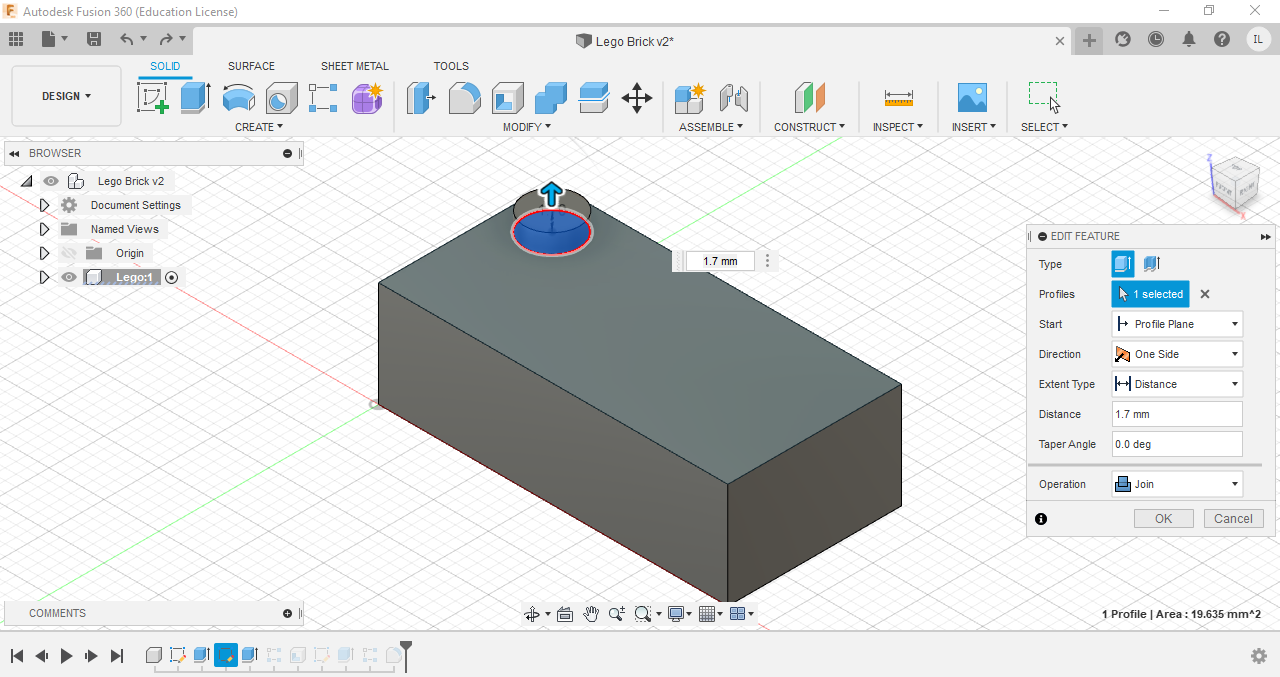 Autodesk Fusion 360 (Education License)
Lego Brick v2*
IL
SOLID SURFACE SHEET METAL TOOLS
DESIGN
CREATE MODIFY ASSEMBLE CONSTRUCT INSPECT INSERT SELECT
BROWSER
Lego Brick v2
Document Settings
Named Views
Origin
Lego:1
1.7 mm
Z
X
EDIT FEATURE
Type
Profiles 1 selected
Start Profile Plane
Direction One Side
Extent Type Distance
Distance 1.7 mm
Taper Angle 0.0 deg
Operation Join
OK Cancel
COMMENTS
1 Profile | Area : 19.635 mm^2